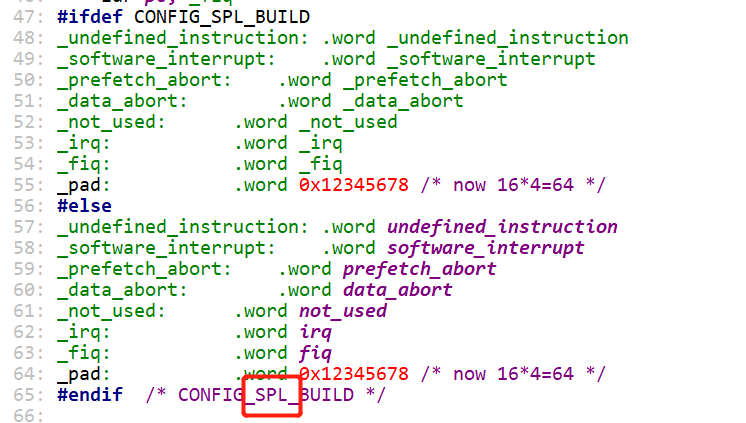 47: #ifdef CONFIG_SPL_BUILD
48: _undefined_instruction: .word _undefined_instruction
49: _software_interrupt: .word _software_interrupt
50: _prefetch_abort: .word _prefetch_abort
51: _data_abort: .word _data_abort
52: _not_used: .word _not_used
53: _irq: .word _irq
54: _fiq: .word _fiq
55: _pad: .word 0x12345678 /* now 16*4=64 */
56: #else
57: _undefined_instruction: .word undefined_instruction
58: _software_interrupt: .word software_interrupt
59: _prefetch_abort: .word prefetch_abort
60: _data_abort: .word data_abort
61: _not_used: .word not_used
62: _irq: .word irq
63: _fiq: .word fiq
64: _pad: .word 0x12345678 /* now 16*4=64 */
65: #endif /* CONFIG_SPL_BUILD */
66: